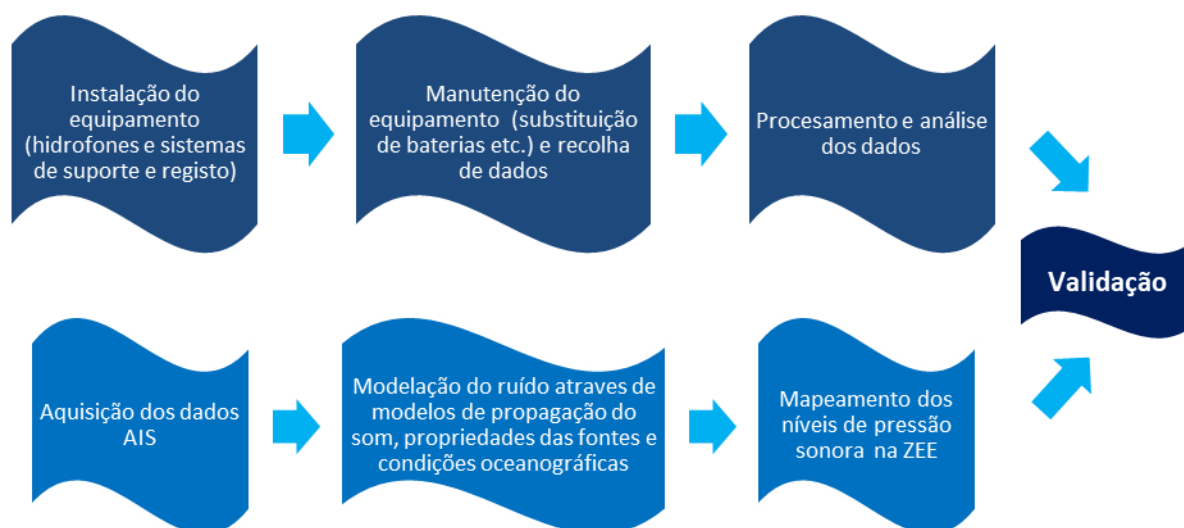 Instalação do
equipamento
(hidrofones e sistemas
de suporte e registo)
Manutenção do
equipamento (substituição
de baterias etc.) e recolha
de dados
Procesamento e análise
dos dados
Validação
Aquisição dos dados
AIS
Modelação do ruído atraves de
modelos de propagação do
som, propriedades das fontes e
condições oceanográficas
Mapeamento dos
níveis de pressão
sonora na ZEE